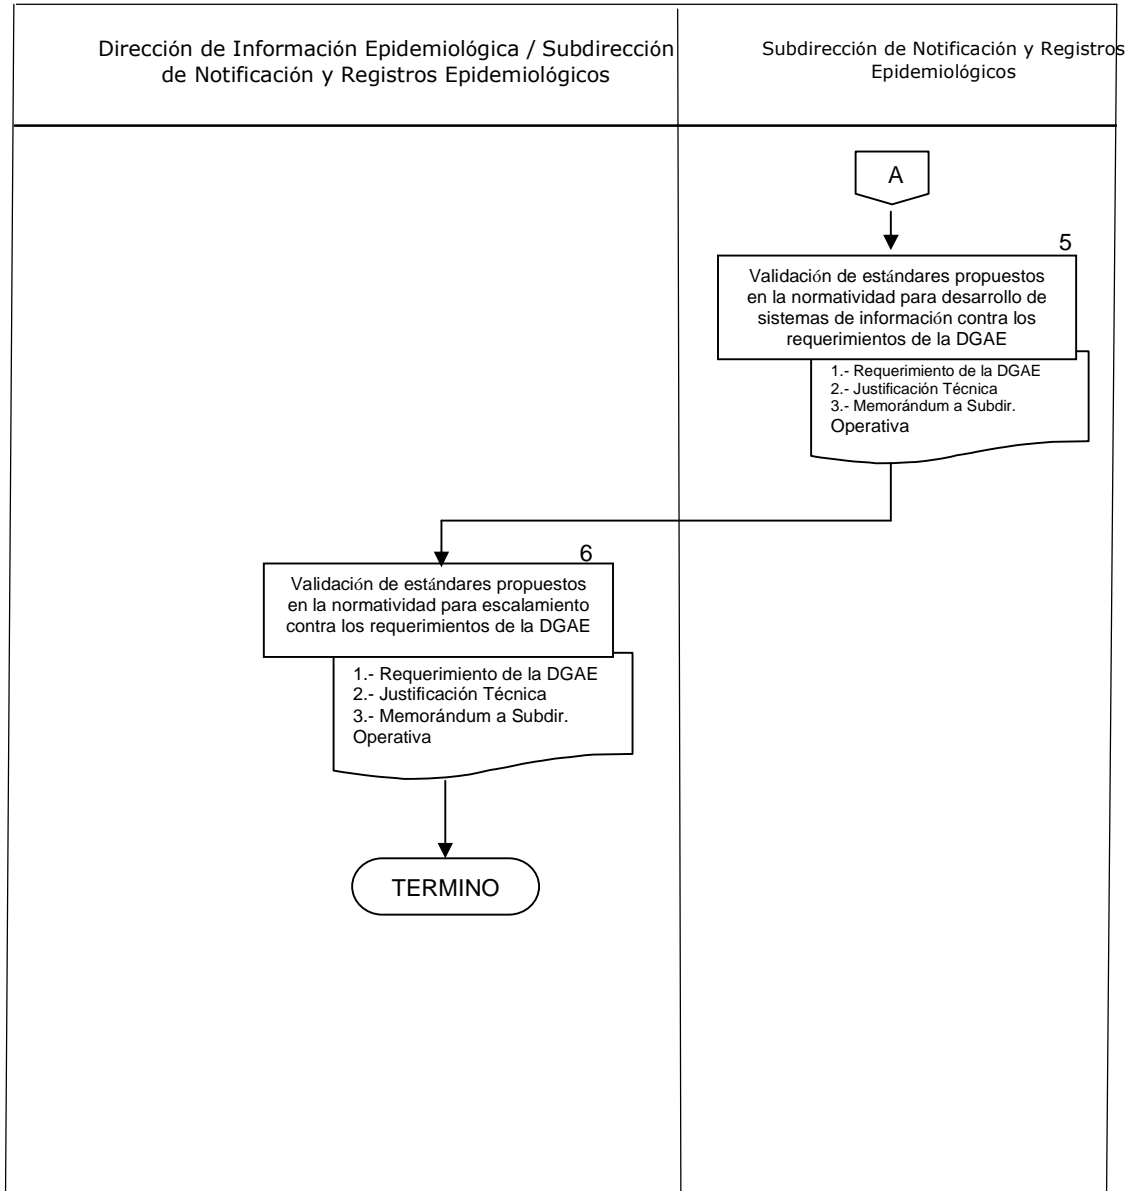 Dirección de Información Epidemiológica / Subdirección
de Notificación y Registros Epidemiológicos
Subdirección de Notificación y Registros
Epidemiológicos
A
5
Validación de estándares propuestos
en la normatividad para desarrollo de
sistemas de información contra los
requerimientos de la DGAE
1.- Requerimiento de la DGAE
2.- Justificación Técnica
3.- Memorándum a Subdir.
Operativa
6
Validación de estándares propuestos
en la normatividad para escalamiento
contra los requerimientos de la DGAE
1.- Requerimiento de la DGAE
2.- Justificación Técnica
3.- Memorándum a Subdir.
Operativa
TERMINO